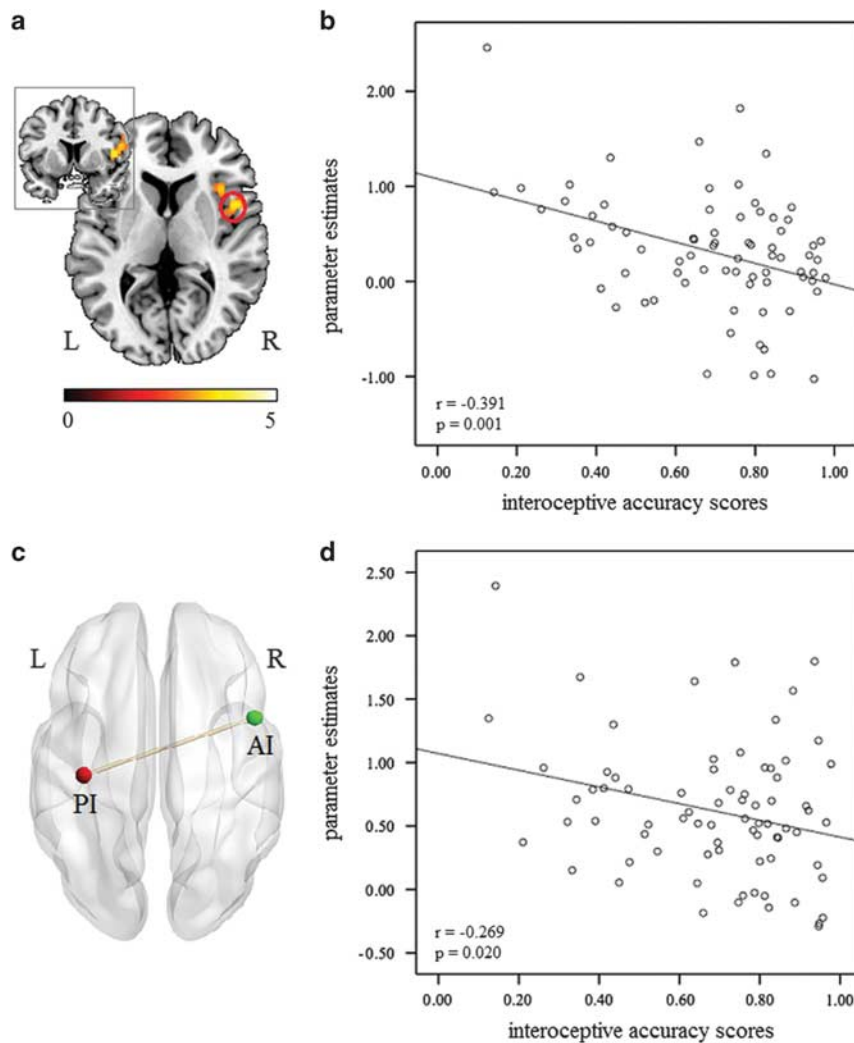 a
L
R
0
5
b
parameter estimates
2.00
1.00
0.00
-1.00
r = -0.391
p = 0.001
0.00 0.20 0.40 0.60 0.80 1.00
interoceptive accuracy scores
c
L
R
AI
PI
d
parameter estimates
2.50
2.00
1.50
1.00
0.50
0.00
-0.50
r = -0.269
p = 0.020
0.00 0.20 0.40 0.60 0.80 1.00
interoceptive accuracy scores